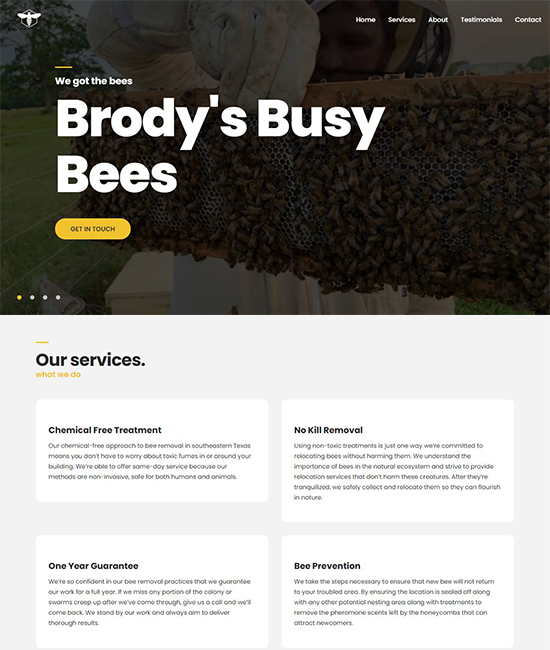 Home Services About Testimonials Contact
We got the bees
Brody's Busy
Bees
GET IN TOUCH
Our services.
what we do
Chemical Free Treatment
Our chemical-free approach to bee removal in southeastern Texas
means you don't have to worry about toxic fumes in or around your
building. We're able to offer same-day service because our
methods are non-invasive, safe for both humans and animals.
No Kill Removal
Using non-toxic treatments is just one way we're committed to
relocating bees without harming them. We understand the
importance of bees in the natural ecosystem and strive to provide
relocation services that don't harm these creatures. After they're
tranquilized, we safely collect and relocate them so they can flourish
in nature.
One Year Guarantee
We're so confident in our bee removal practices that we guarantee
our work for a full year. If we miss any portion of the colony or
swarms creep up after we've come through, give us a call and we'll
come back. We stand by our work and always aim to deliver
thorough results.
Bee Prevention
We take the steps necessary to ensure that new bee will not return
to your troubled area. By ensuring the location is sealed off along
with any other potential nesting area along with treatments to
remove the pheromone scents left by the honeycombs that can
attract newcomers.